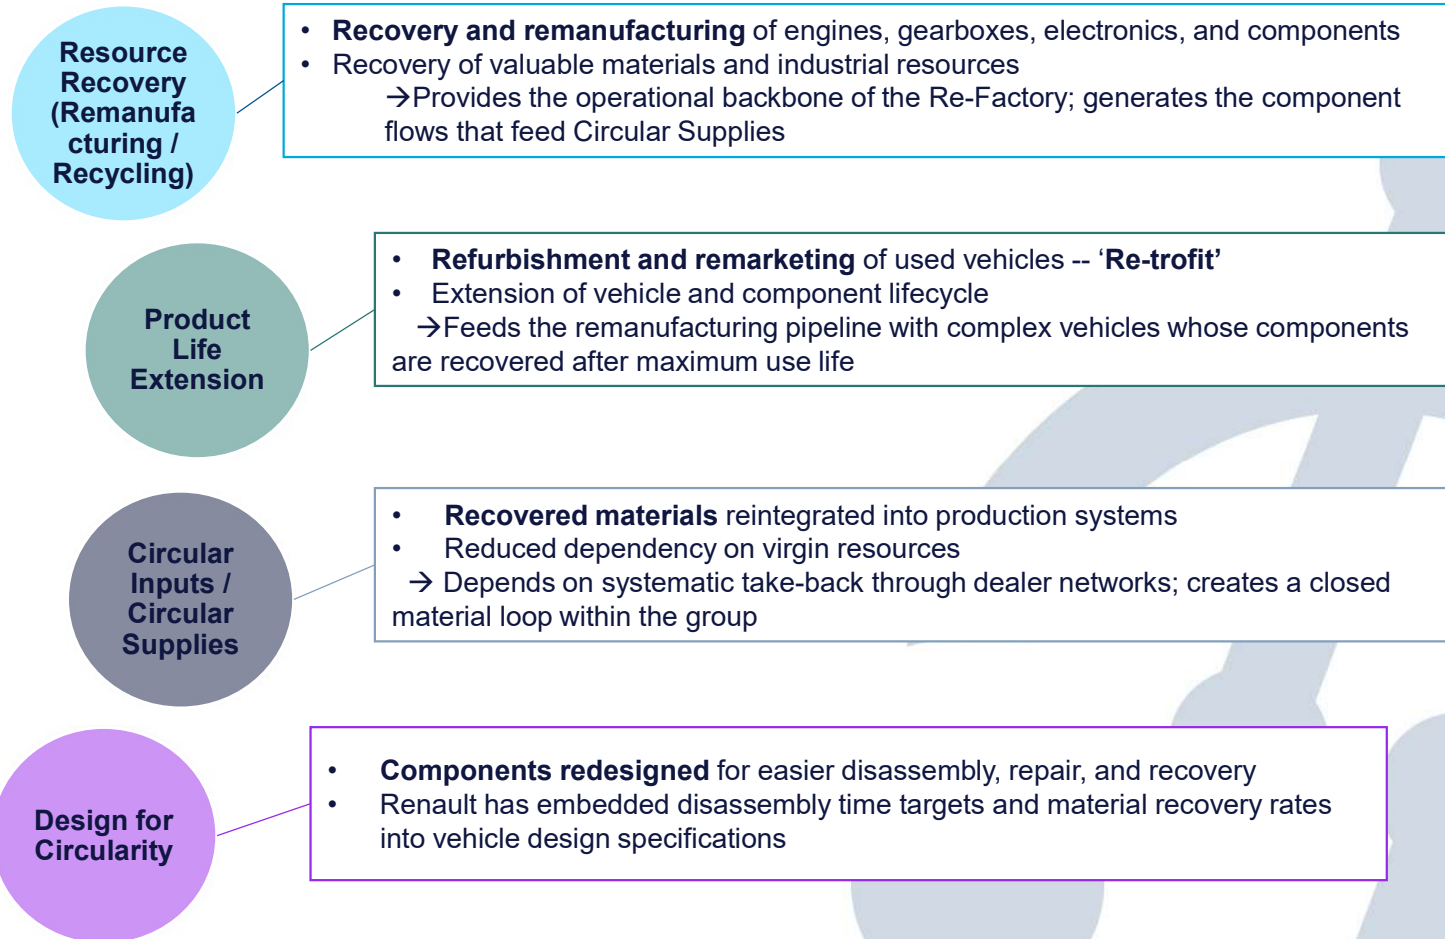 Resource
Recovery
(Remanufa
cturing /
Recycling)
• Recovery and remanufacturing of engines, gearboxes, electronics, and components
• Recovery of valuable materials and industrial resources
→Provides the operational backbone of the Re-Factory; generates the component
flows that feed Circular Supplies
Product
Life
Extension
• Refurbishment and remarketing of used vehicles -- ‘Re-trofit’
• Extension of vehicle and component lifecycle
→Feeds the remanufacturing pipeline with complex vehicles whose components
are recovered after maximum use life
Circular
Inputs /
Circular
Supplies
• Recovered materials reintegrated into production systems
• Reduced dependency on virgin resources
→ Depends on systematic take-back through dealer networks; creates a closed
material loop within the group
Design for
Circularity
• Components redesigned for easier disassembly, repair, and recovery
• Renault has embedded disassembly time targets and material recovery rates
into vehicle design specifications